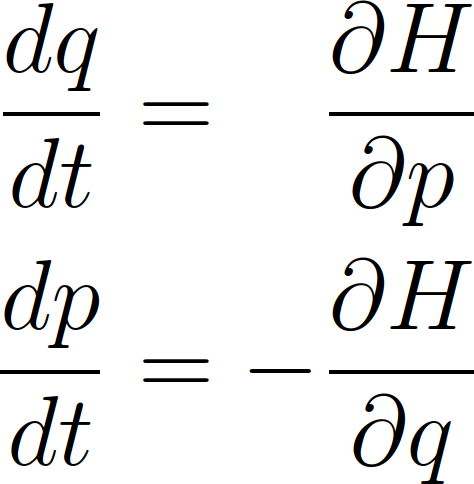 dq/dt = ∂H/∂p
dp/dt = −∂H/∂q